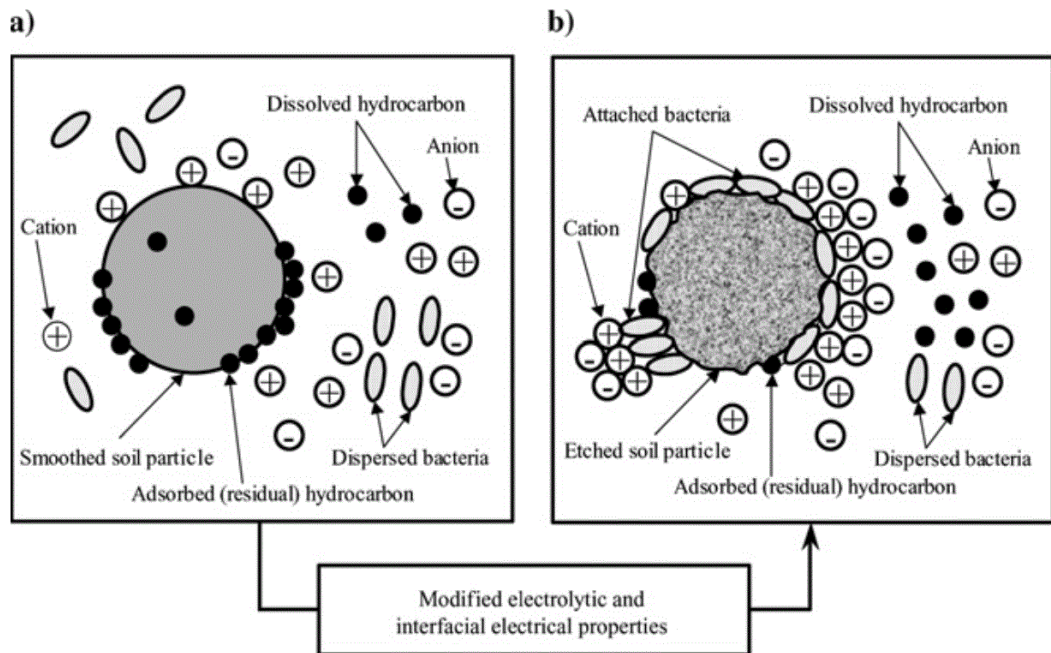 a)
b)
Dissolved hydrocarbon
Anion
Cation
Smoothed soil particle
Dispersed bacteria
Adsorbed (residual) hydrocarbon
Attached bacteria
Dissolved hydrocarbon
Anion
Cation
Etched soil particle
Dispersed bacteria
Adsorbed (residual) hydrocarbon
Modified electrolytic and
interfacial electrical properties